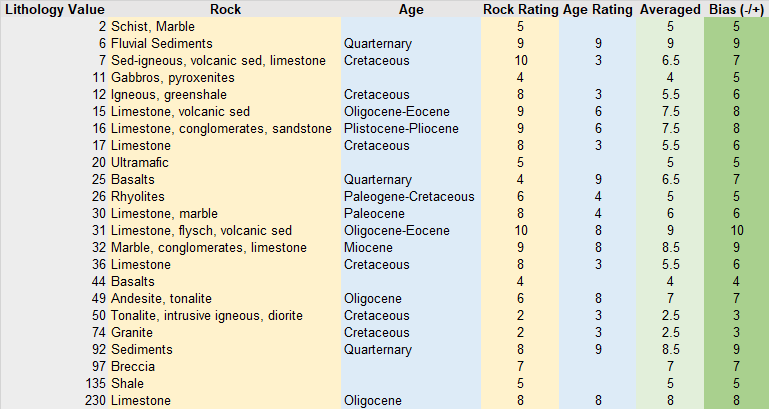 Lithology Value Rock Age Rock Rating Age Rating Averaged Bias (-/+)
2 Schist, Marble 5 5 5
6 Fluvial Sediments Quarternary 9 9 9 9
7 Sed-igneous, volcanic sed, limestone Cretaceous 10 3 6.5 7
11 Gabbros, pyroxenites 4 4 5
12 Igneous, greenshale Cretaceous 8 3 5.5 6
15 Limestone, volcanic sed Oligocene-Eocene 9 6 7.5 8
16 Limestone, conglomerates, sandstone Plistocene-Pliocene 9 6 7.5 8
17 Limestone Cretaceous 8 3 5.5 6
20 Ultramafic 5 5 5
25 Basalts Quarternary 4 9 6.5 7
26 Rhyolites Paleogene-Cretaceous 6 4 5 5
30 Limestone, marble Paleocene 8 4 6 6
31 Limestone, flysch, volcanic sed Oligocene-Eocene 10 8 9 10
32 Marble, conglomerates, limestone Miocene 9 8 8.5 9
36 Limestone Cretaceous 8 3 5.5 6
44 Basalts 4 4 4
49 Andesite, tonalite Oligocene 6 8 7 7
50 Tonalite, intrusive igneous, diorite Cretaceous 2 3 2.5 3
74 Granite Cretaceous 2 3 2.5 3
92 Sediments Quarternary 8 9 8.5 9
97 Breccia 7 7 7
135 Shale 5 5 5
230 Limestone Oligocene 8 8 8 8